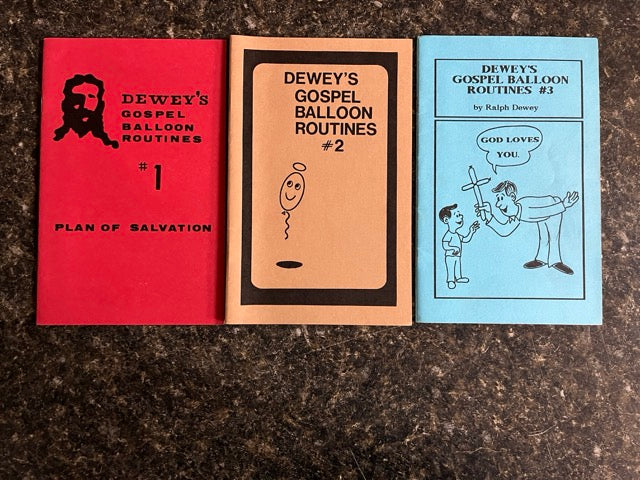 DEWEY'S
GOSPEL
BALLOON
ROUTINES
#1
PLAN OF SALVATION
DEWEY'S
GOSPEL
BALLOON
ROUTINES
#2
DEWEY'S
GOSPEL BALLOON
ROUTINES #3
by Ralph Dewey
GOD LOVES
YOU.